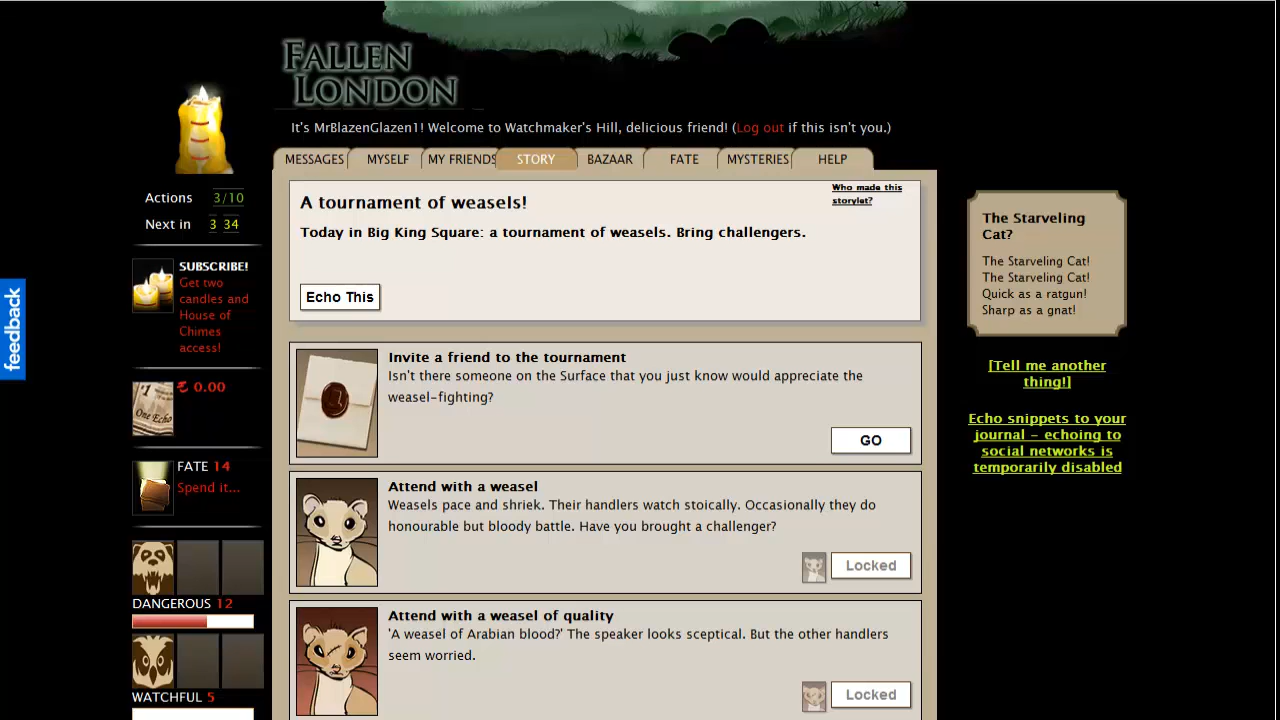 FALLEN
LONDON
It's MrBlazenGlazen1! Welcome to Watchmaker's Hill, delicious friend! (Log out if this isn't you.)
MESSAGES MYSELF MY FRIENDS STORY BAZAAR FATE MYSTERIES HELP
Actions 3/10
Next in 3 34
SUBSCRIBE!
Get two
candles and
House of
Chimes
access!
0.00
One Echo
FATE 14
Spend it...
DANGEROUS 12
WATCHFUL 5
feedback
A tournament of weasels!
Who made this
storylet?
Today in Big King Square: a tournament of weasels. Bring challengers.
Echo This
Invite a friend to the tournament
Isn't there someone on the Surface that you just know would appreciate the
weasel-fighting?
GO
Attend with a weasel
Weasels pace and shriek. Their handlers watch stoically. Occasionally they do
honourable but bloody battle. Have you brought a challenger?
Locked
Attend with a weasel of quality
'A weasel of Arabian blood?' The speaker looks sceptical. But the other handlers
seem worried.
Locked
The Starveling
Cat?
The Starveling Cat!
The Starveling Cat!
Quick as a ratgun!
Sharp as a gnat!
[Tell me another
thing!]
Echo snippets to your
journal - echoing to
social networks is
temporarily disabled